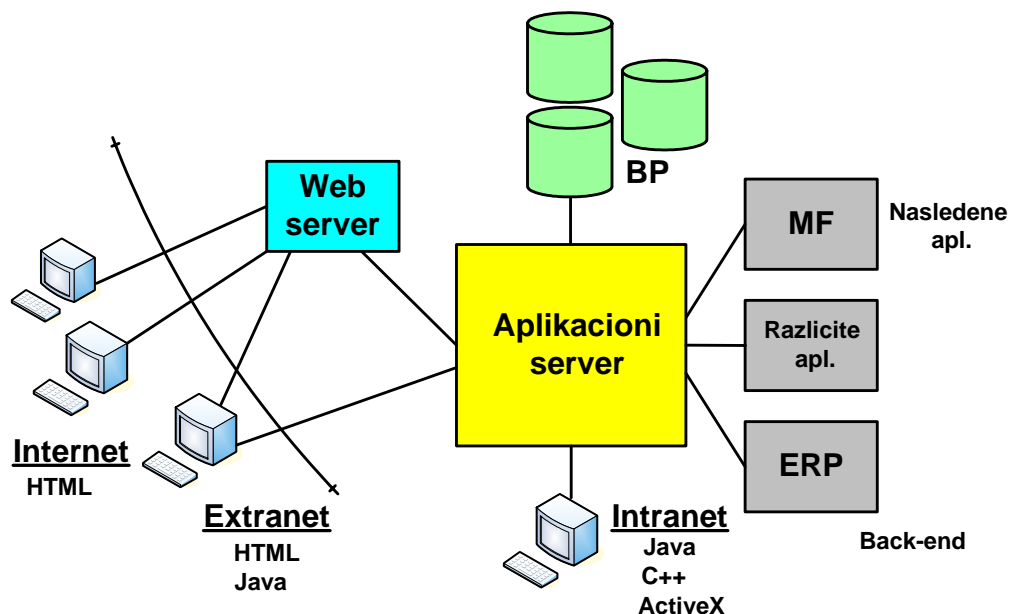 BP
Web
server
MF
Nasledene
apl.
Aplikacioni
server
Razlicite
apl.
Internet
HTML
ERP
Extranet
HTML
Java
Intranet
Java
C++
ActiveX
Back-end